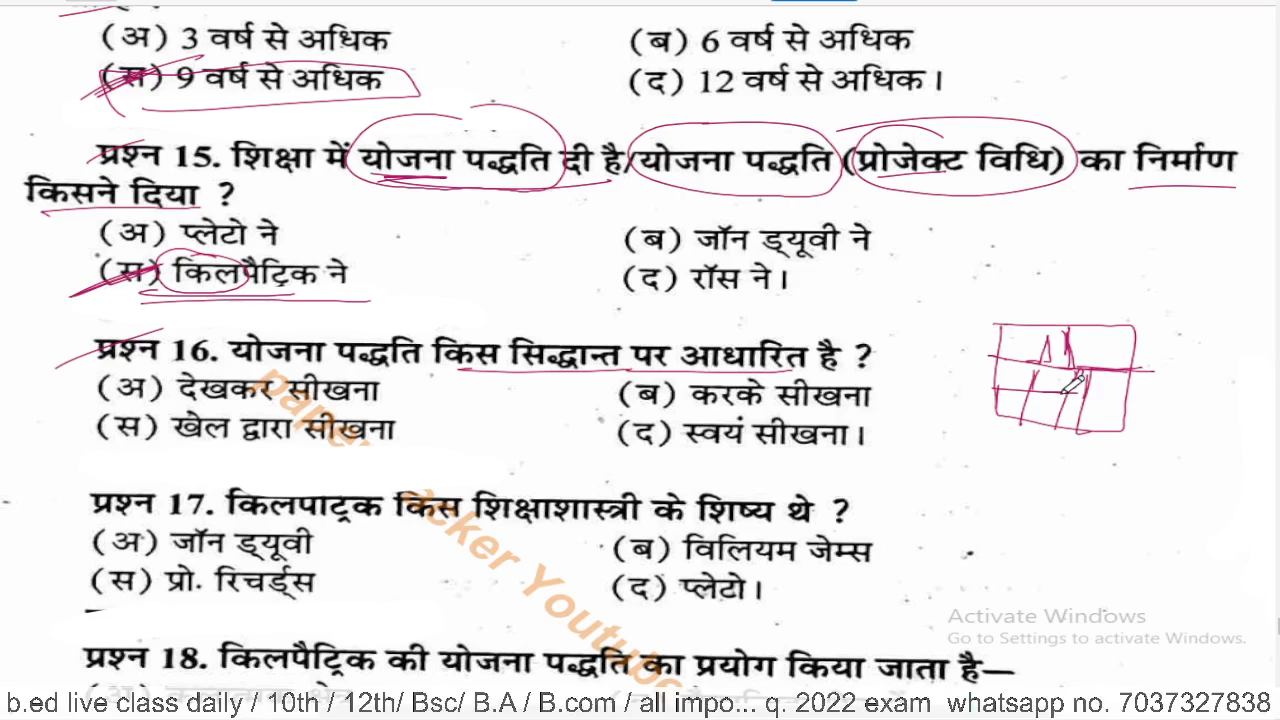 (अ) 3 वर्ष से अधिक (ब) 6 वर्ष से अधिक
(स) 9 वर्ष से अधिक (द) 12 वर्ष से अधिक।
प्रश्न 15. शिक्षा में योजना पद्धति दी है/योजना पद्धति (प्रोजेक्ट विधि) का निर्माण
किसने दिया ?
(अ) प्लेटो ने (ब) जॉन ड्यूवी ने
(स) किलपैट्रिक ने (द) रॉस ने।
प्रश्न 16. योजना पद्धति किस सिद्धान्त पर आधारित है ?
(अ) देखकर सीखना (ब) करके सीखना
(स) खेल द्वारा सीखना (द) स्वयं सीखना।
प्रश्न 17. किलपाट्रक किस शिक्षाशास्त्री के शिष्य थे ?
(अ) जॉन ड्यूवी (ब) विलियम जेम्स
(स) प्रो. रिचर्ड्स (द) प्लेटो।
Activate Windows
Go to Settings to activate Windows.
प्रश्न 18. किलपैट्रिक की योजना पद्धति का प्रयोग किया जाता है—
b.ed live class daily / 10th / 12th/ Bsc/ B.A / B.com / all impo... q. 2022 exam whatsapp no. 7037327838